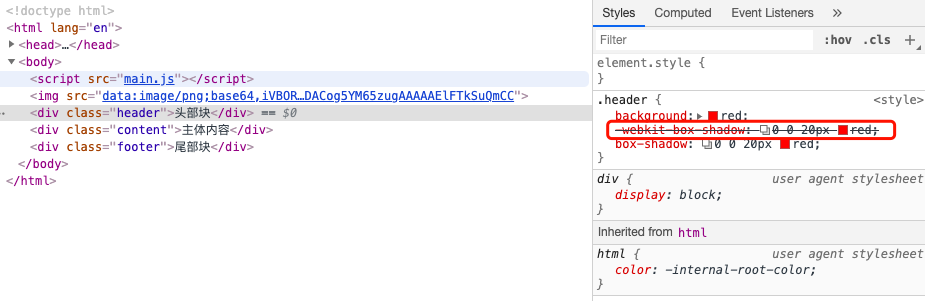 <!doctype html>
<html lang="en">
<head>…</head>
<body>
<script src="main.js"></script>
<img src="data:image/png;base64,iVBOR…DACog5YM65zugAAAAAElFTkSuQmCC">
<div class="header">头部块</div> == $0
<div class="content">主体内容</div>
<div class="footer">尾部块</div>
</body>
</html>
Styles Computed Event Listeners »
Filter :hov .cls +
element.style {
}
.header { <style>
background: red;
-webkit-box-shadow: 0 0 20px red;
box-shadow: 0 0 20px red;
}
div { user agent stylesheet
display: block;
}
Inherited from html
html { user agent stylesheet
color: -internal-root-color;
}